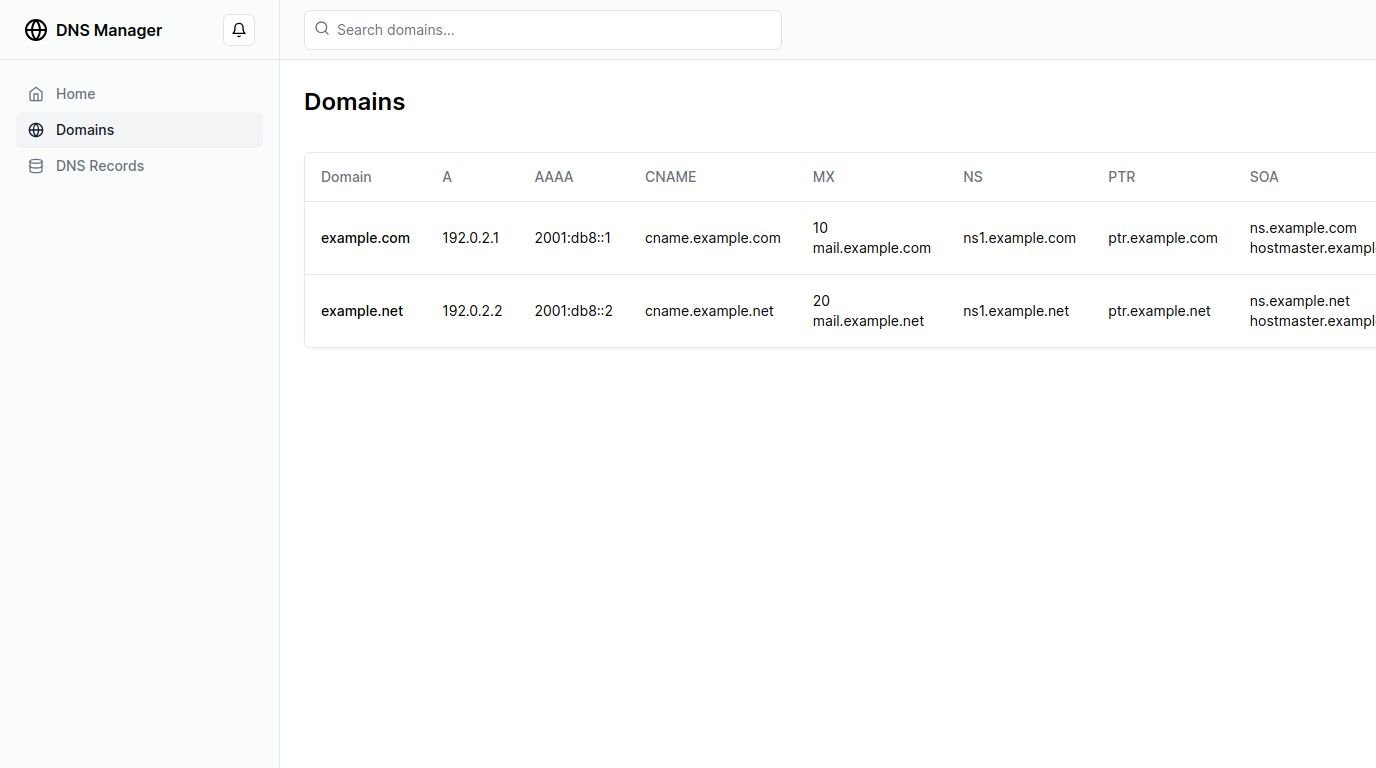 DNS Manager
Search domains...
Home
Domains
DNS Records
Domains
Domain A AAAA CNAME MX NS PTR SOA
example.com 192.0.2.1 2001:db8::1 cname.example.com 10 mail.example.com ns1.example.com ptr.example.com ns.example.com
hostmaster.exampl
example.net 192.0.2.2 2001:db8::2 cname.example.net 20 mail.example.net ns1.example.net ptr.example.net ns.example.net
hostmaster.exampl